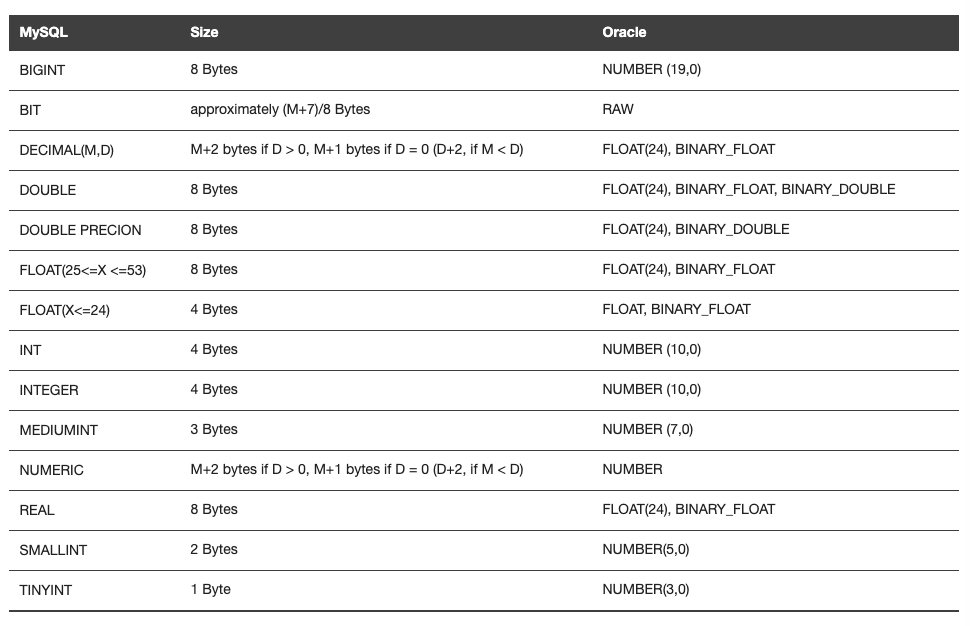 MySQL Size Oracle
BIGINT 8 Bytes NUMBER (19,0)
BIT approximately (M+7)/8 Bytes RAW
DECIMAL(M,D) M+2 bytes if D > 0, M+1 bytes if D = 0 (D+2, if M < D) FLOAT(24), BINARY_FLOAT
DOUBLE 8 Bytes FLOAT(24), BINARY_FLOAT, BINARY_DOUBLE
DOUBLE PRECION 8 Bytes FLOAT(24), BINARY_DOUBLE
FLOAT(25<=X <=53) 8 Bytes FLOAT(24), BINARY_FLOAT
FLOAT(X<=24) 4 Bytes FLOAT, BINARY_FLOAT
INT 4 Bytes NUMBER (10,0)
INTEGER 4 Bytes NUMBER (10,0)
MEDIUMINT 3 Bytes NUMBER (7,0)
NUMERIC M+2 bytes if D > 0, M+1 bytes if D = 0 (D+2, if M < D) NUMBER
REAL 8 Bytes FLOAT(24), BINARY_FLOAT
SMALLINT 2 Bytes NUMBER(5,0)
TINYINT 1 Byte NUMBER(3,0)